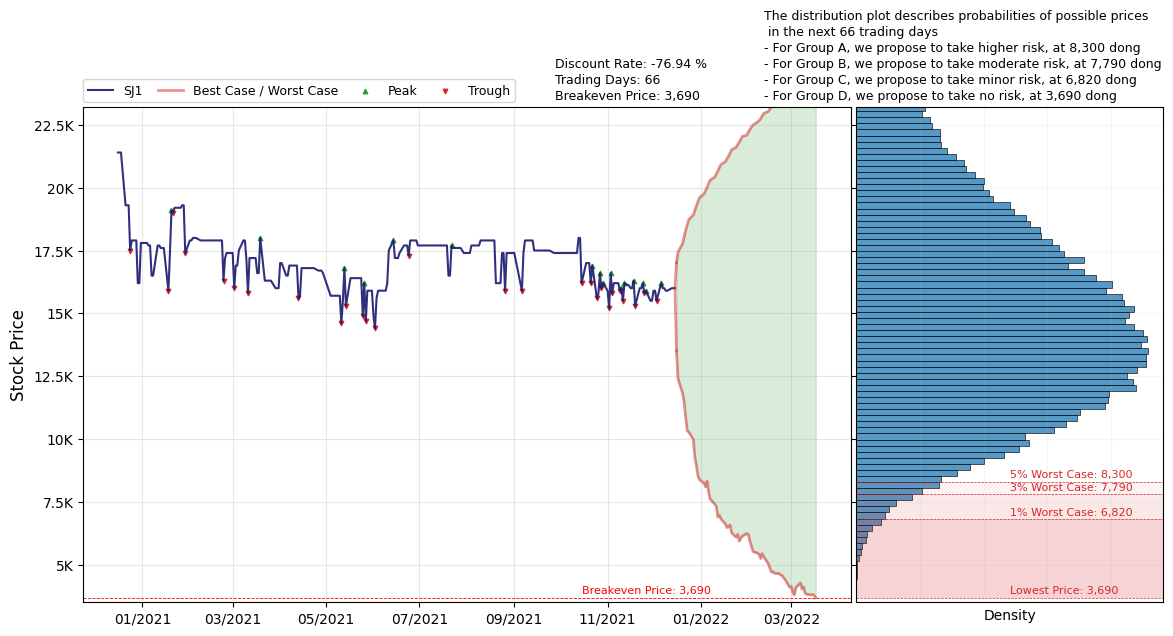 The distribution plot describes probabilities of possible prices
in the next 66 trading days
- For Group A, we propose to take higher risk, at 8,300 dong
- For Group B, we propose to take moderate risk, at 7,790 dong
- For Group C, we propose to take minor risk, at 6,820 dong
- For Group D, we propose to take no risk, at 3,690 dong
Discount Rate: -76.94 %
Trading Days: 66
Breakeven Price: 3,690
SJ1
Best Case / Worst Case
Peak
Trough
Stock Price
22.5K
20K
17.5K
15K
12.5K
10K
7.5K
5K
Breakeven Price: 3,690
01/2021
03/2021
05/2021
07/2021
09/2021
11/2021
01/2022
03/2022
5% Worst Case: 8,300
3% Worst Case: 7,790
1% Worst Case: 6,820
Lowest Price: 3,690
Density